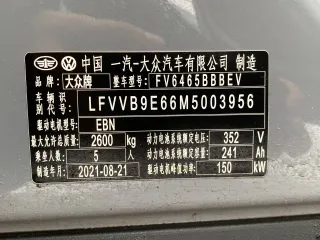 中国 一汽-大众汽车有限公司 制造
品牌: 大众牌 整车型号: FV6465BBBEV
车辆识别代号: LFVVB9E66M5003956
驱动电机型号: EBN
最大允许总质量: 2600 kg 动力电池系统额定电压: 352 V
乘坐人数: 5 人 动力电池系统额定容量: 241 Ah
制造年月: 2021-08-21 驱动电机峰值功率: 150 kW